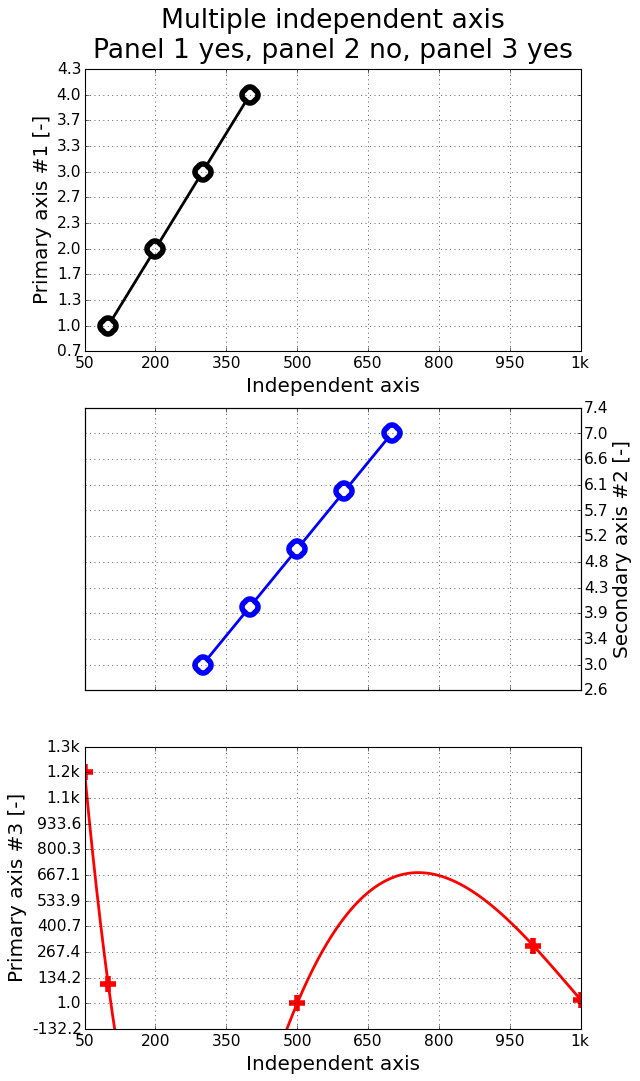 Multiple independent axis
Panel 1 yes, panel 2 no, panel 3 yes
4.3
4.0
3.7
3.3
3.0
2.7
2.3
2.0
1.7
1.3
1.0
0.7
Primary axis #1 [-]
50 200 350 500 650 800 950 1k
Independent axis
7.4
7.0
6.6
6.1
5.7
5.2
4.8
4.3
3.9
3.4
3.0
2.6
Secondary axis #2 [-]
1.3k
1.2k
1.1k
933.6
800.3
667.1
533.9
400.7
267.4
134.2
1.0
-132.2
Primary axis #3 [-]
50 200 350 500 650 800 950 1k
Independent axis